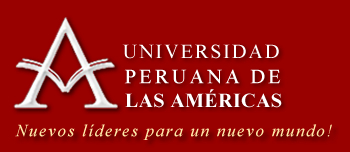 UNIVERSIDAD
PERUANA DE
LAS AMÉRICAS
Nuevos líderes para un nuevo mundo!